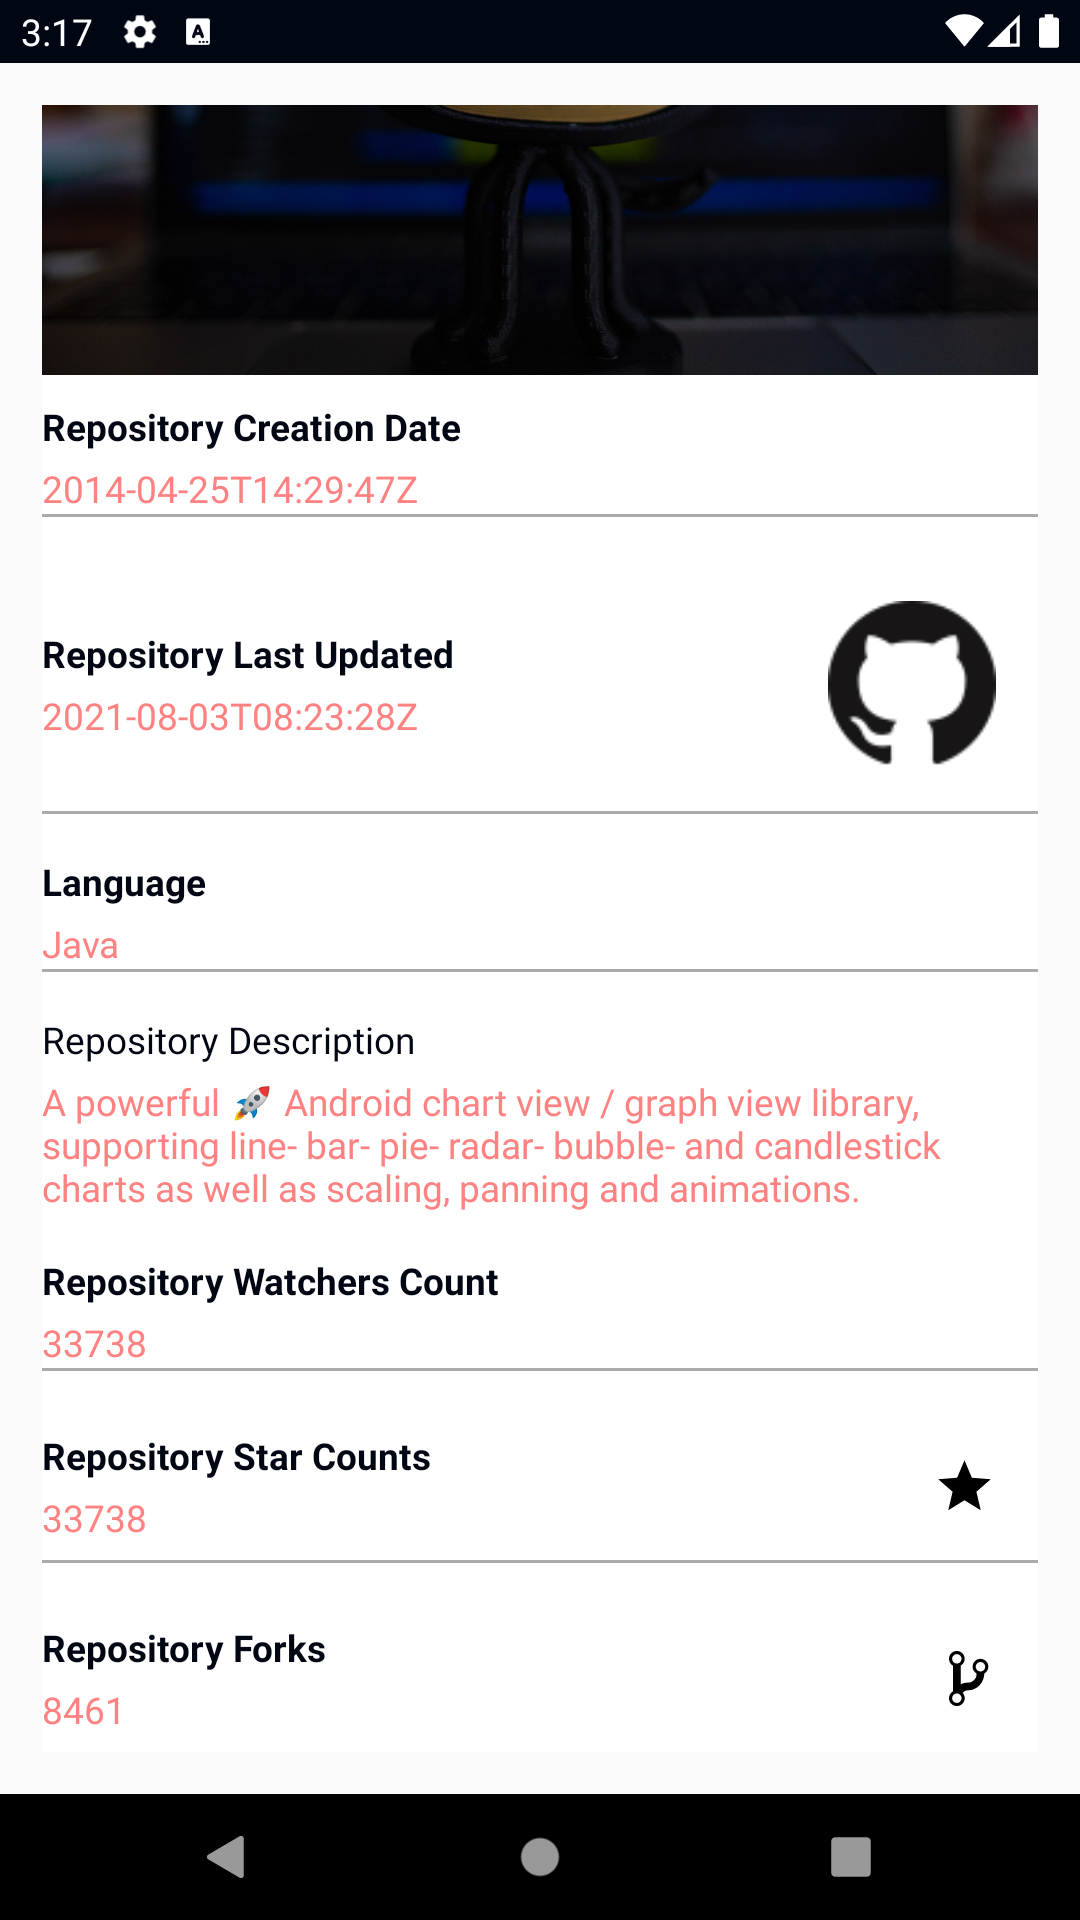 3:17
Repository Creation Date
2014-04-25T14:29:47Z
Repository Last Updated
2021-08-03T08:23:28Z
Language
Java
Repository Description
A powerful 🚀 Android chart view / graph view library,
supporting line- bar- pie- radar- bubble- and candlestick
charts as well as scaling, panning and animations.
Repository Watchers Count
33738
Repository Star Counts
33738
Repository Forks
8461